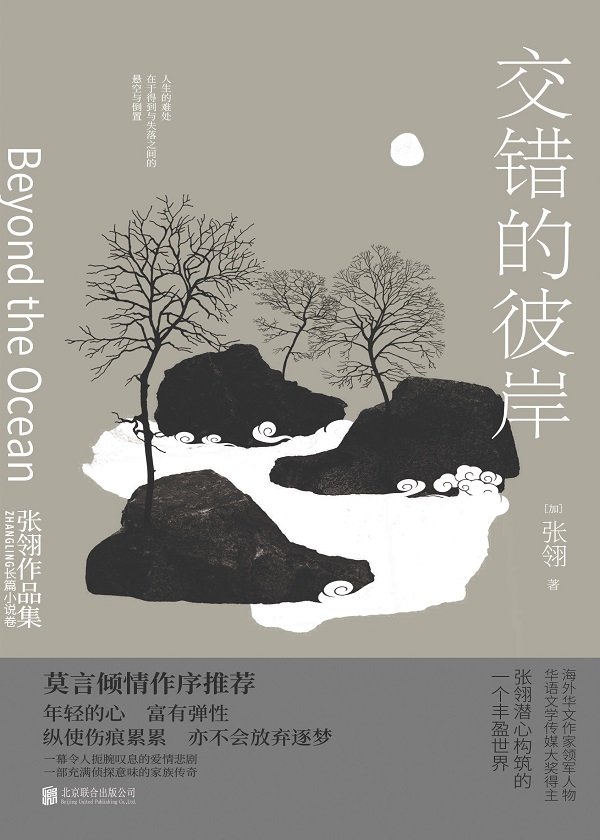 交错的彼岸
[加]张翎 著
人生的难处
在于得到与失落之间的
悬空与倒置
Beyond the Ocean
张翎作品集
ZHANGLING长篇小说卷
莫言倾情作序推荐
年轻的心 富有弹性
纵使伤痕累累 亦不会放弃逐梦
一幕令人扼腕叹息的爱情悲剧
一部充满侦探意味的家族传奇
海外华文作家领军人物
华语文学传媒大奖得主
张翎潜心构筑的
一个丰盈世界
北京联合出版公司
Beijing United Publishing Co.,Ltd.